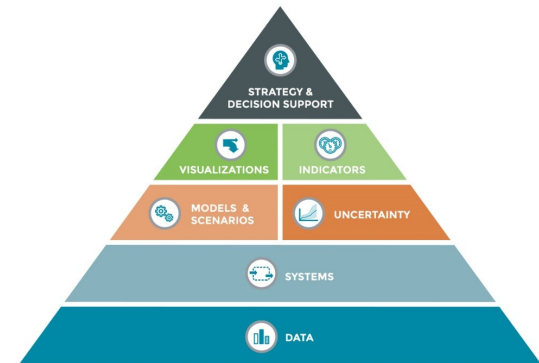 STRATEGY &
DECISION SUPPORT
VISUALIZATIONS
INDICATORS
MODELS &
SCENARIOS
UNCERTAINTY
SYSTEMS
DATA